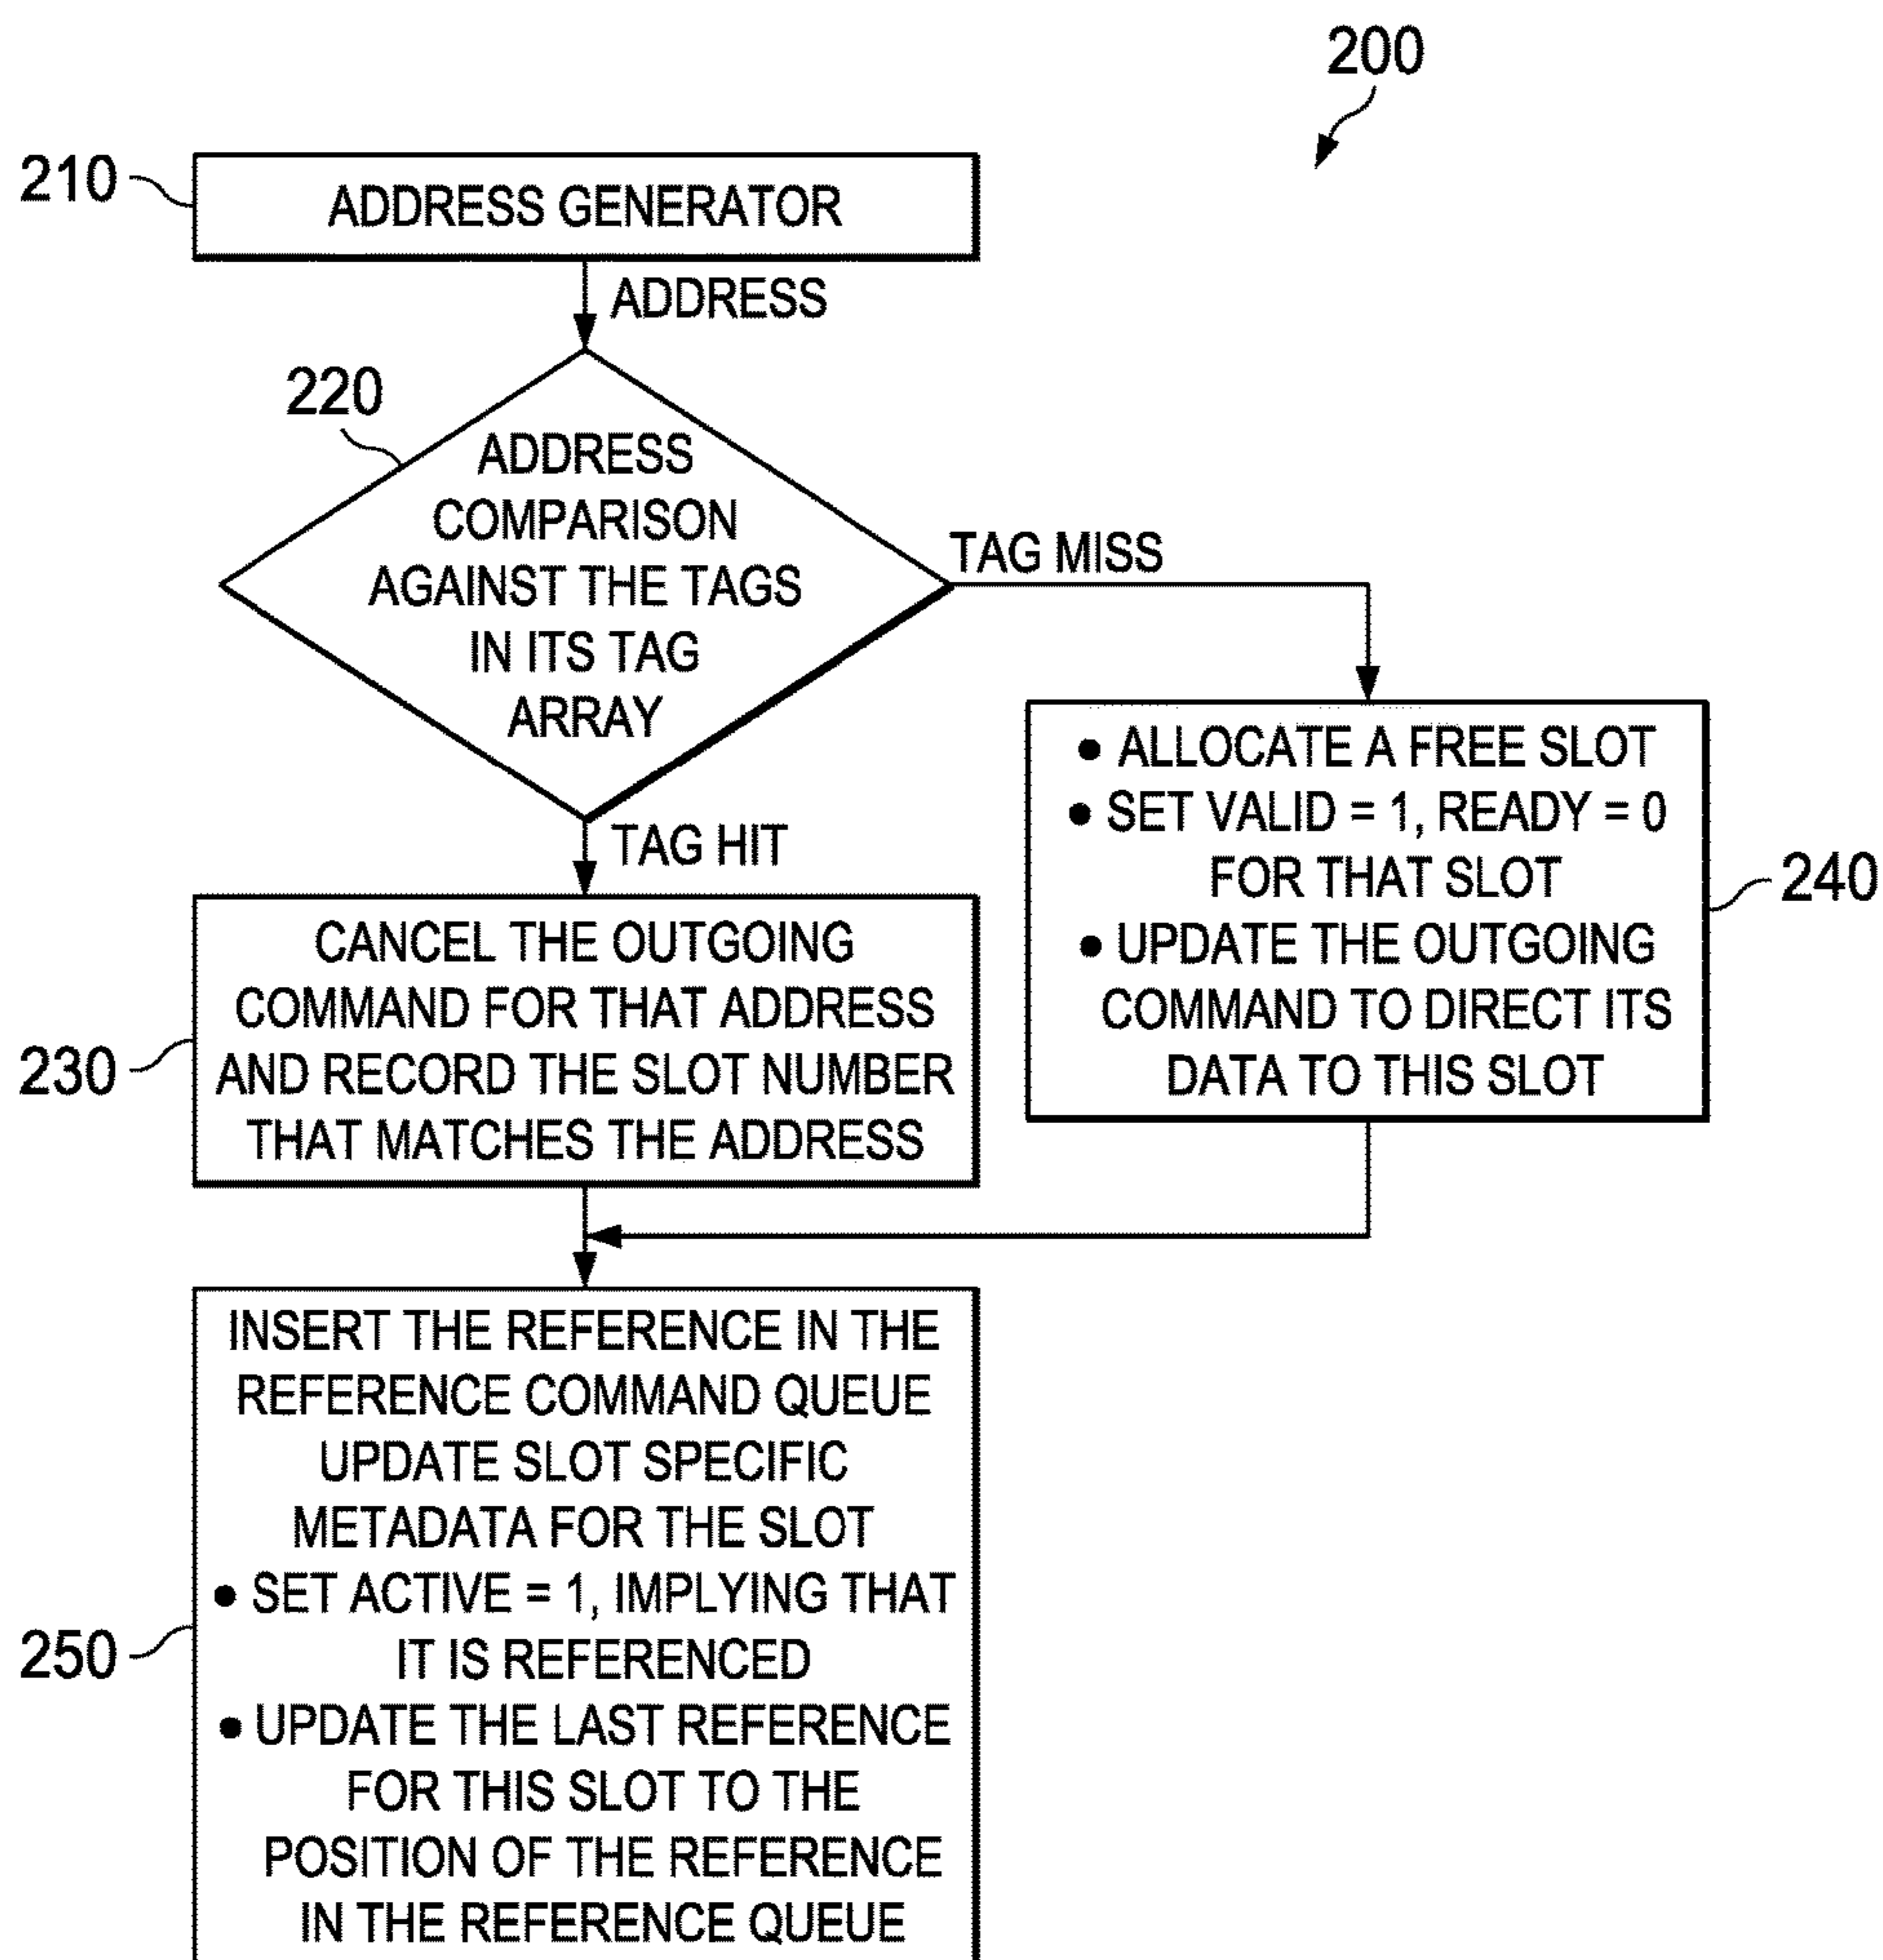 200
210
ADDRESS GENERATOR
ADDRESS
220
ADDRESS
COMPARISON
AGAINST THE TAGS
IN ITS TAG
ARRAY
TAG MISS
TAG HIT
230
CANCEL THE OUTGOING
COMMAND FOR THAT ADDRESS
AND RECORD THE SLOT NUMBER
THAT MATCHES THE ADDRESS
• ALLOCATE A FREE SLOT
• SET VALID = 1, READY = 0
FOR THAT SLOT
• UPDATE THE OUTGOING
COMMAND TO DIRECT ITS
DATA TO THIS SLOT
240
250
INSERT THE REFERENCE IN THE
REFERENCE COMMAND QUEUE
UPDATE SLOT SPECIFIC
METADATA FOR THE SLOT
• SET ACTIVE = 1, IMPLYING THAT
IT IS REFERENCED
• UPDATE THE LAST REFERENCE
FOR THIS SLOT TO THE
POSITION OF THE REFERENCE
IN THE REFERENCE QUEUE